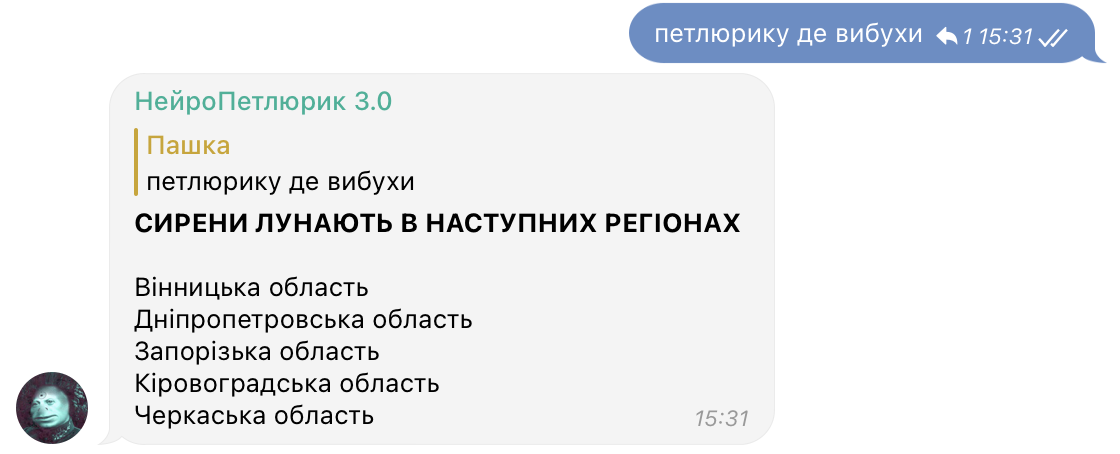 петлюрику де вибухи 1 15:31
НейроПетлюрик 3.0
Пашка
петлюрику де вибухи
СИРЕНИ ЛУНАЮТЬ В НАСТУПНИХ РЕГІОНАХ
Вінницька область
Дніпропетровська область
Запорізька область
Кіровоградська область
Черкаська область 15:31